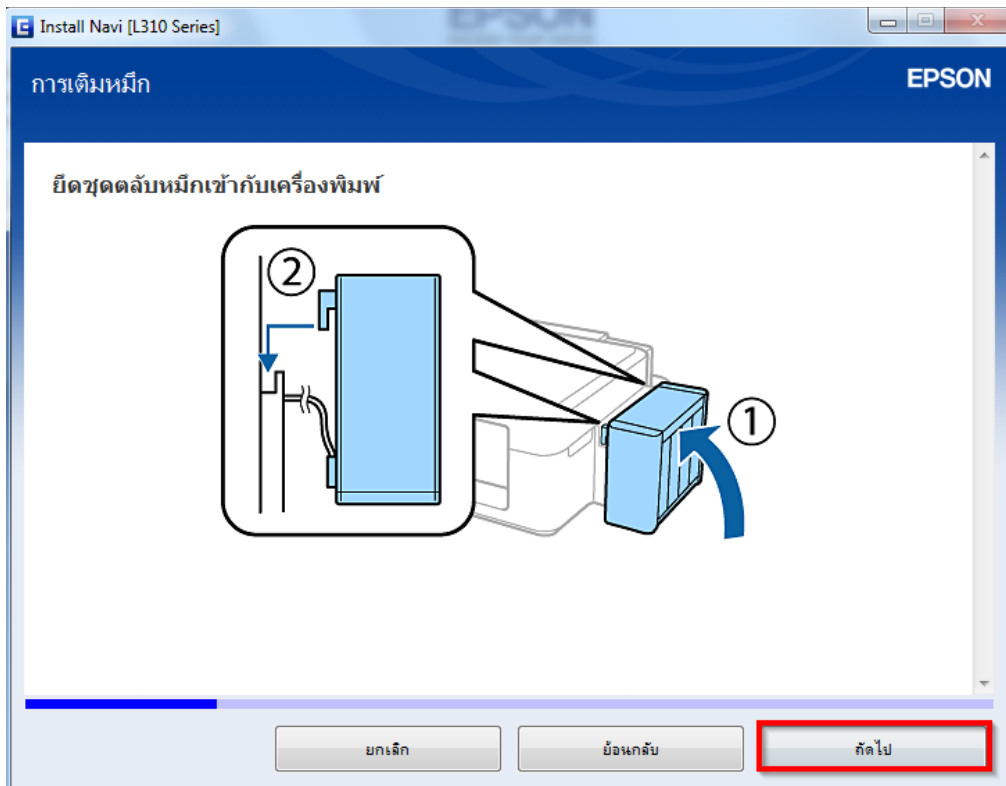 Install Navi [L310 Series]
การเติมหมึก
EPSON
ยึดชุดตลับหมึกเข้ากับเครื่องพิมพ์
②
①
ยกเลิก
ย้อนกลับ
ถัดไป